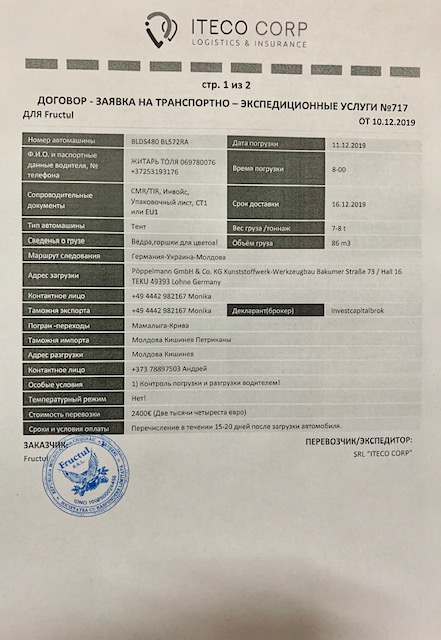 ITECO CORP
LOGISTICS & INSURANCE
стр. 1 из 2
ДОГОВОР - ЗАЯВКА НА ТРАНСПОРТНО – ЭКСПЕДИЦИОННЫЕ УСЛУГИ №717
ДЛЯ Fructul ОТ 10.12.2019
Номер автомашины BLDS480 BL572RA Дата погрузки 11.12.2019
Ф.И.О. и паспортные данные водителя, № телефона ЖИТАРЬ ТОЛЯ 069780076 +37253193176 Время погрузки 8-00
Сопроводительные документы CMR/TIR, Инвойс, Упаковочный лист, СТ1 или EU1 Срок доставки 16.12.2019
Тип автомашины Тент Вес груза /тоннаж 7-8 t
Сведенья о грузе Ведра,горшки для цветов! Объём груза 86 m3
Маршрут следования Германия-Украина-Молдова
Адрес загрузки Pöppelmann GmbH & Co. KG Kunststoffwerk-Werkzeugbau Bakumer Straße 73 / Hall 16
TEKU 49393 Lohne Germany
Контактное лицо +49 4442 982167 Monika
Таможня экспорта +49 4442 982167 Monika Декларант(брокер) Investcapitalbrok
Погран -переходы Мамалыга-Крива
Таможня импорта Молдова Кишинев Петриканы
Адрес разгрузки Молдова Кишинев
Контактное лицо +373 78897503 Андрей
Особые условия 1) Контроль погрузки и разгрузки водителем!
Температурный режим Нет!
Стоимость перевозки 2400€ (Две тысячи четыреста евро)
Сроки и условия оплаты Перечисление в течении 15-20 дней после загрузки автомобиля.
ЗАКАЗЧИК: ПЕРЕВОЗЧИК/ЭКСПЕДИТОР:
Fructul SRL "ITECO CORP"
Fructul
S.R.L.